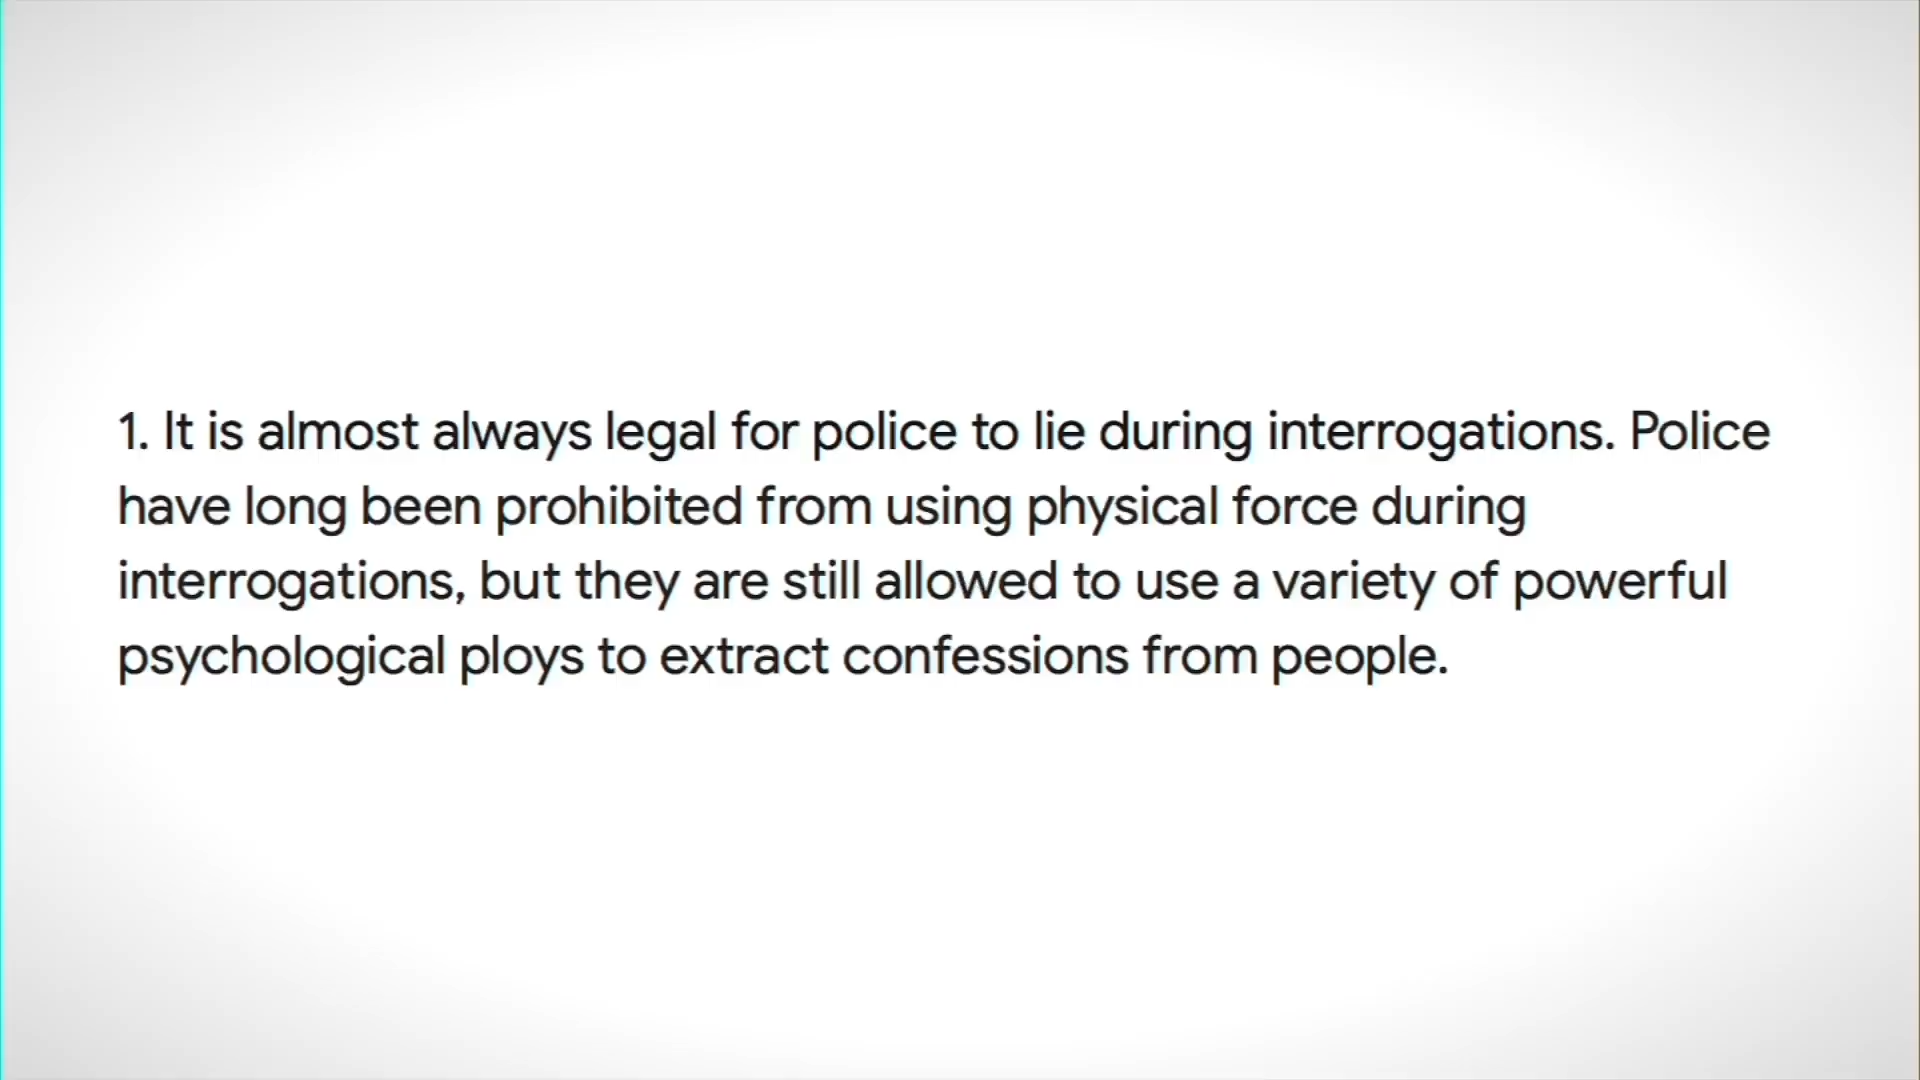 1. It is almost always legal for police to lie during interrogations. Police
have long been prohibited from using physical force during
interrogations, but they are still allowed to use a variety of powerful
psychological ploys to extract confessions from people.